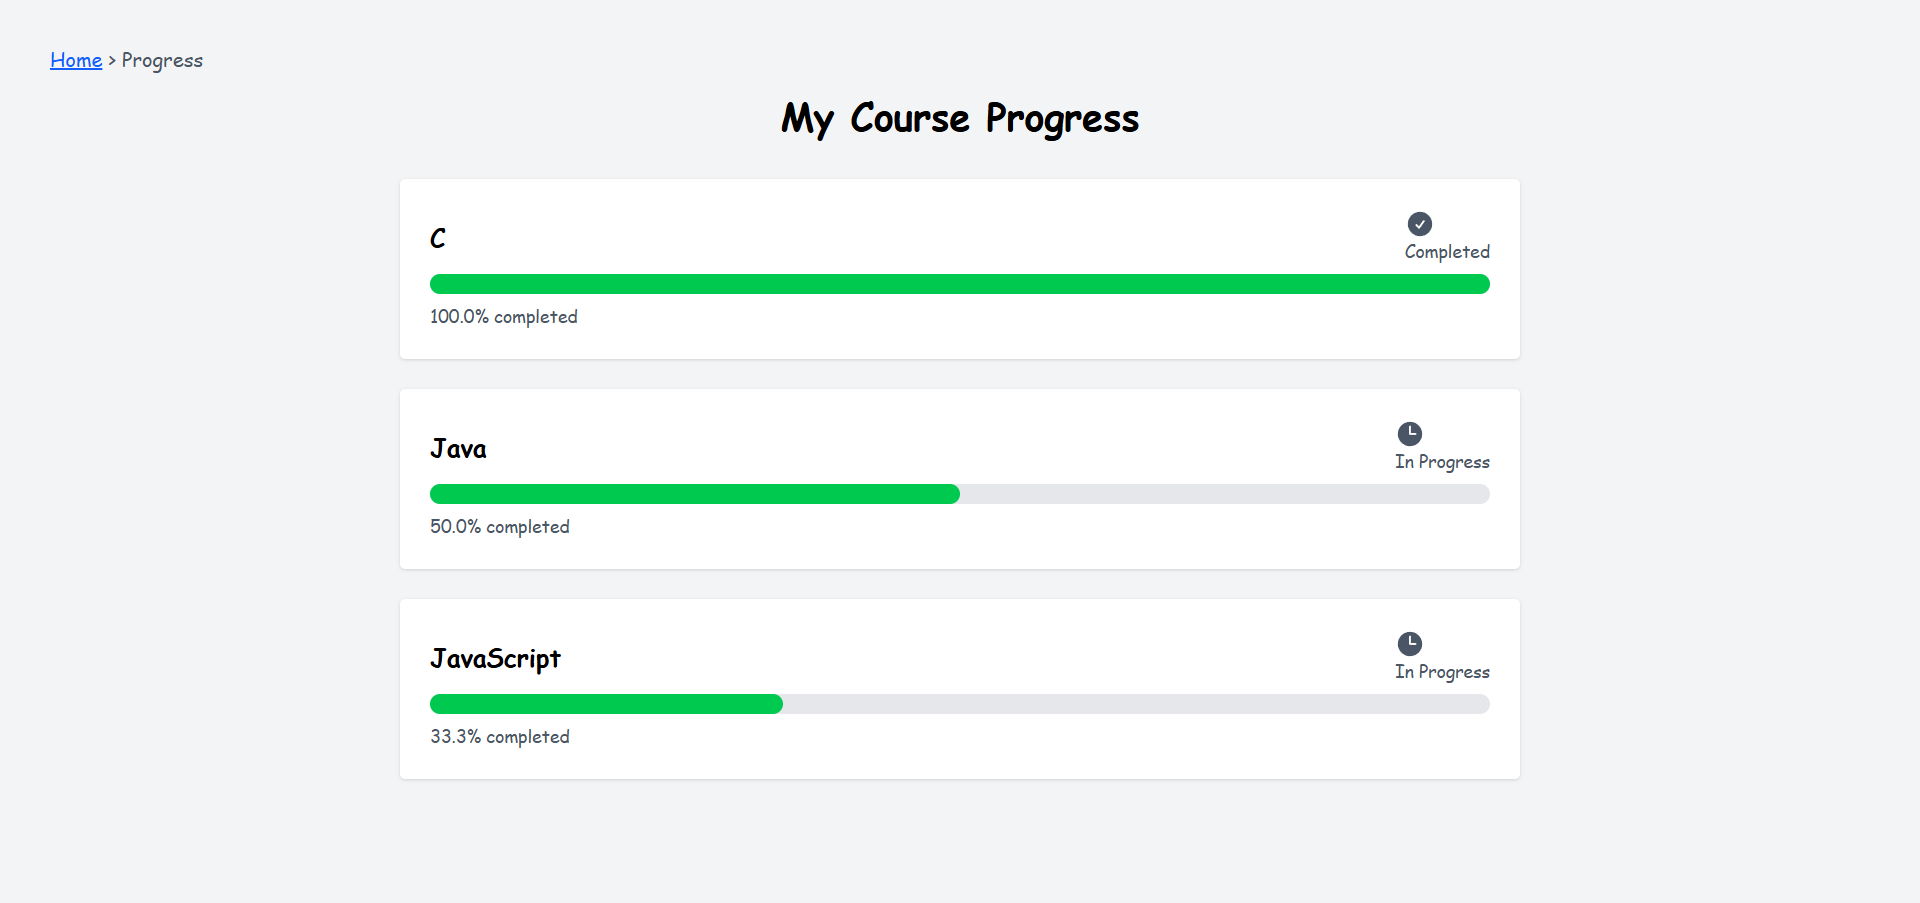 Home > Progress
My Course Progress
C
Completed
100.0% completed
Java
In Progress
50.0% completed
JavaScript
In Progress
33.3% completed